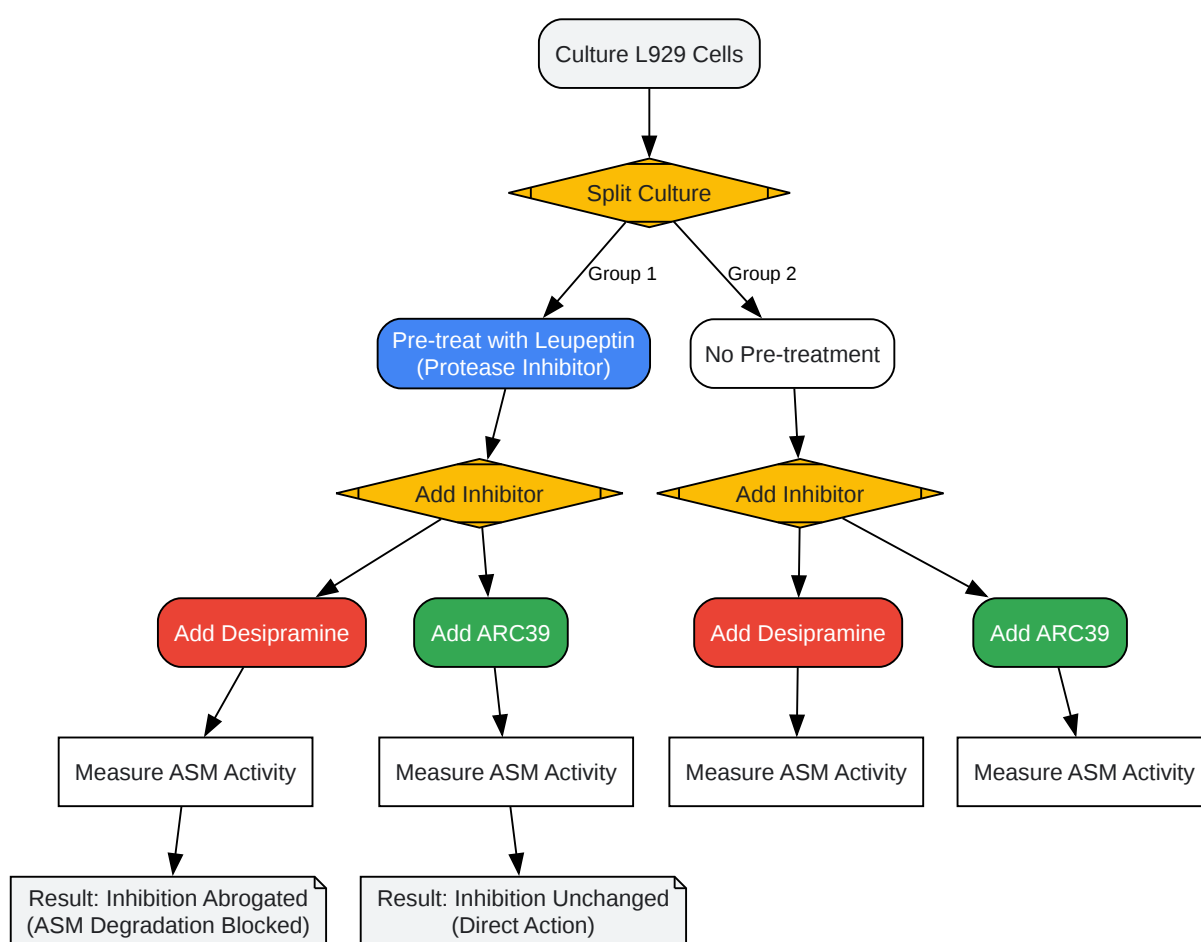 Culture L929 Cells
Split Culture
Group 1
Group 2
Pre-treat with Leupeptin
(Protease Inhibitor)
No Pre-treatment
Add Inhibitor
Add Inhibitor
Add Desipramine
Add ARC39
Add Desipramine
Add ARC39
Measure ASM Activity
Measure ASM Activity
Measure ASM Activity
Measure ASM Activity
Result: Inhibition Abrogated
(ASM Degradation Blocked)
Result: Inhibition Unchanged
(Direct Action)